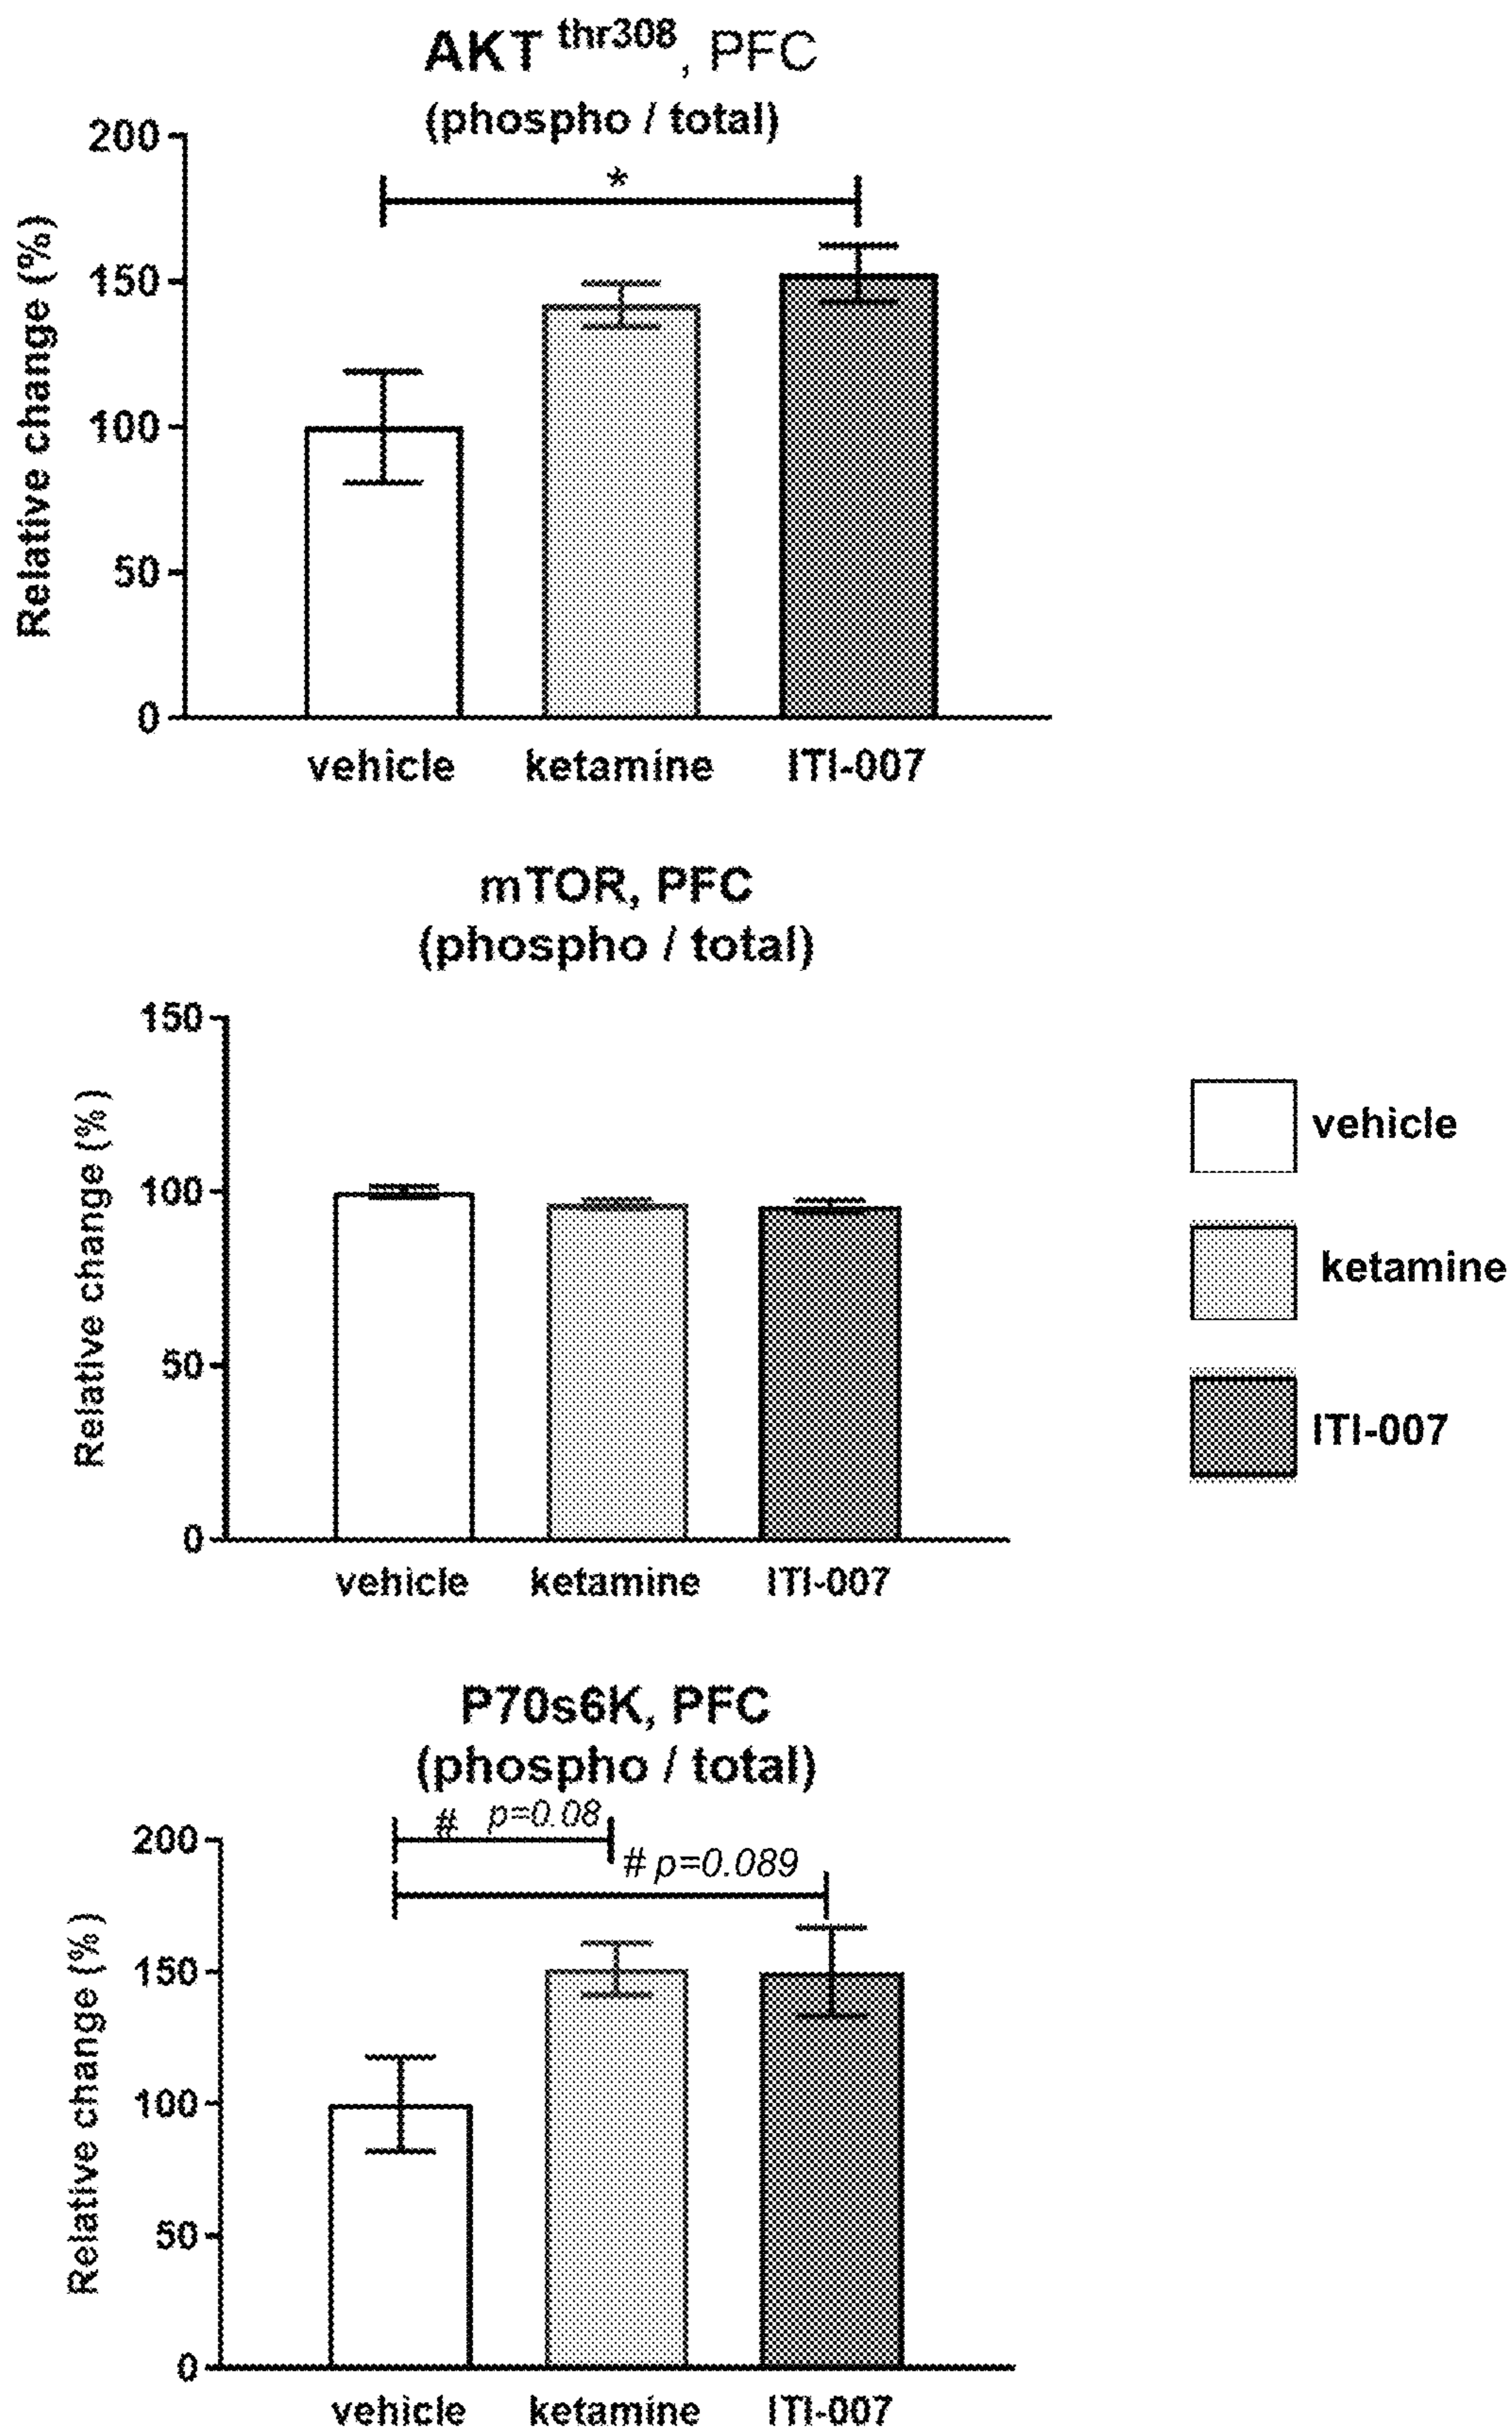 AKT thr308, PFC
(phospho / total)
*
200
150
100
50
0
Relative change (%)
vehicle ketamine ITI-007
mTOR, PFC
(phospho / total)
150
100
50
0
Relative change (%)
vehicle ketamine ITI-007
vehicle
ketamine
ITI-007
P70s6K, PFC
(phospho / total)
# p=0.08
# p=0.089
200
150
100
50
0
Relative change (%)
vehicle ketamine ITI-007